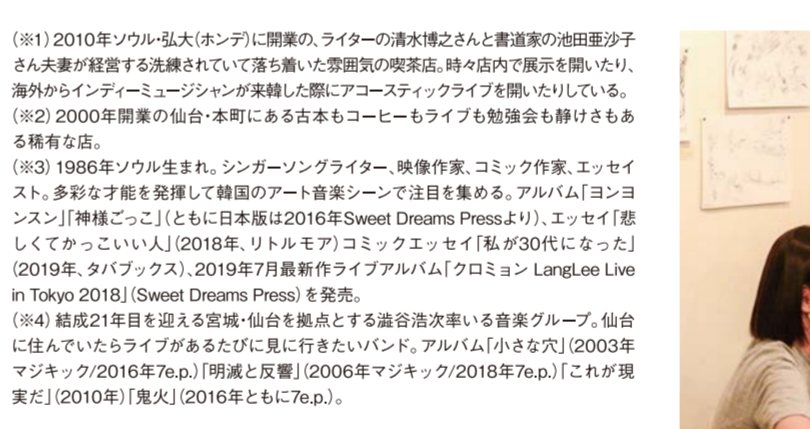 （※1）2010年ソウル・弘大（ホンデ）に開業の、ライターの清水博之さんと書道家の池田亜沙子
さん夫妻が経営する洗練されていて落ち着いた雰囲気の喫茶店。時々店内で展示を開いたり、
海外からインディーミュージシャンが来韓した際にアコースティックライブを開いたりしている。
（※2）2000年開業の仙台・本町にある古本もコーヒーもライブも勉強会も静けさもあ
る稀有な店。
（※3）1986年ソウル生まれ。シンガーソングライター、映像作家、コミック作家、エッセイ
スト。多彩な才能を発揮して韓国のアート音楽シーンで注目を集める。アルバム「ヨンヨ
ンスン」「神様ごっこ」（ともに日本版は2016年Sweet Dreams Pressより）、エッセイ「悲
しくてかっこいい人」（2018年、リトルモア）コミックエッセイ「私が30代になった」
（2019年、タバブックス）、2019年7月最新作ライブアルバム「クロミョン LangLee Live
in Tokyo 2018」（Sweet Dreams Press）を発売。
（※4）結成21年目を迎える宮城・仙台を拠点とする澁谷浩次率いる音楽グループ。仙台
に住んでいたらライブがあるたびに見に行きたいバンド。アルバム「小さな穴」（2003年
マジキック/2016年7e.p.）「明滅と反響」（2006年マジキック/2018年7e.p.）「これが現
実だ」（2010年）「鬼火」（2016年ともに7e.p.）。